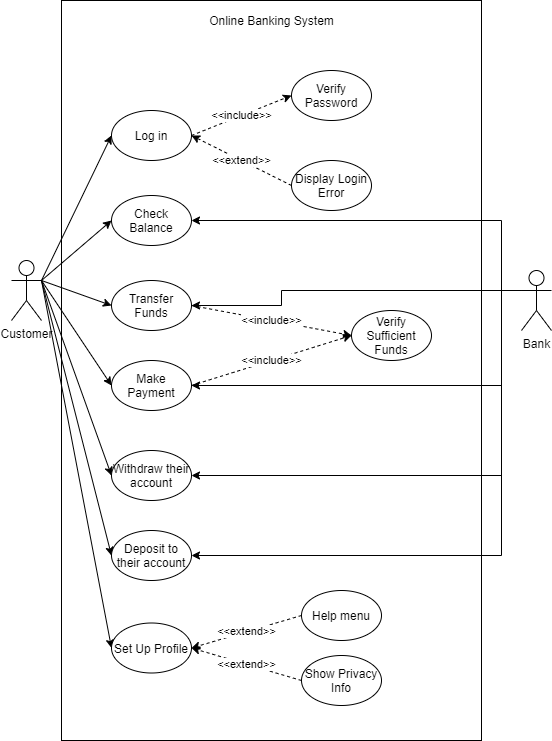 Online Banking System
Verify
Password
<<include>>
Log in
<<extend>>
Display Login
Error
Check
Balance
Transfer
Funds
<<include>>
Verify
Sufficient
Funds
Customer
Bank
<<include>>
Make
Payment
Withdraw their
account
Deposit to
their account
Help menu
<<extend>>
Set Up Profile
<<extend>>
Show Privacy
Info